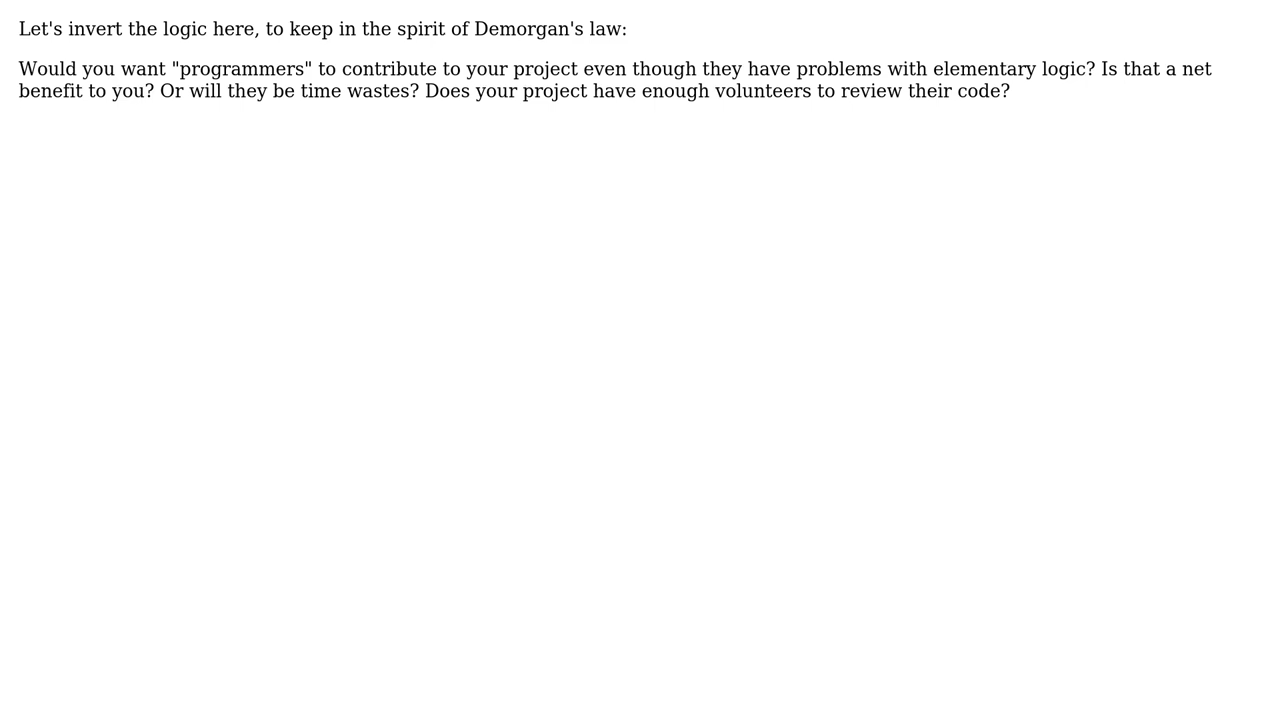 Let's invert the logic here, to keep in the spirit of Demorgan's law:
Would you want "programmers" to contribute to your project even though they have problems with elementary logic? Is that a net
benefit to you? Or will they be time wastes? Does your project have enough volunteers to review their code?